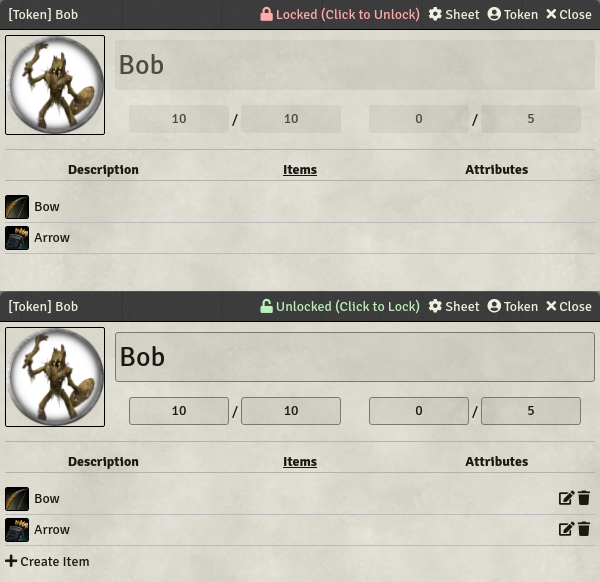 [Token] Bob Locked (Click to Unlock) Sheet Token Close
Bob
10 / 10 0 / 5
Description Items Attributes
Bow
Arrow
[Token] Bob Unlocked (Click to Lock) Sheet Token Close
Bob
10 / 10 0 / 5
Description Items Attributes
Bow
Arrow
Create Item